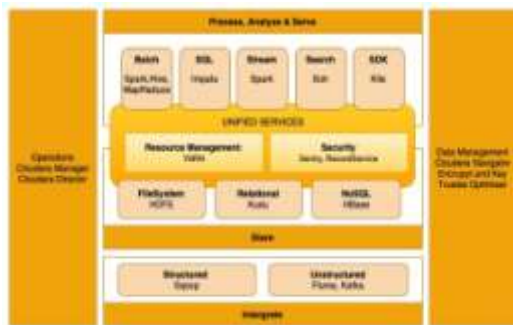 Process, Analyse & Serve
Batch
Spark, Hive,
MapReduce
SQL
Impala
Stream
Spark
Search
Solr
SDK
Kite
UNIFIED SERVICES
Resource Management
YARN
Security
Sentry, RecordService
Operations
Cloudera Manager
Cloudera Director
Data Management
Cloudera Navigator
Encrypt and Key
Trustee Optimizer
FileSystem
HDFS
Relational
Kudu
NoSQL
HBase
Store
Structured
Sqoop
Unstructured
Flume, Kafka